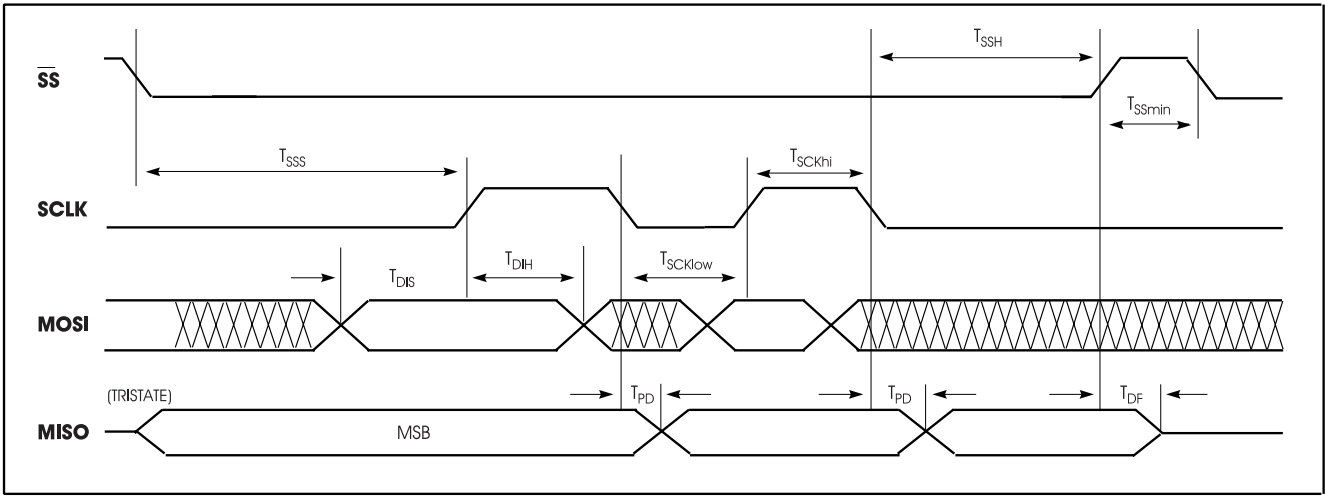 T_SSH
SS
T_SSmin
T_SSS
T_SCKhi
SCLK
T_DIH
T_SCKlow
T_DIS
MOSI
(TRISTATE)
T_PD
T_PD
T_DF
MISO
MSB